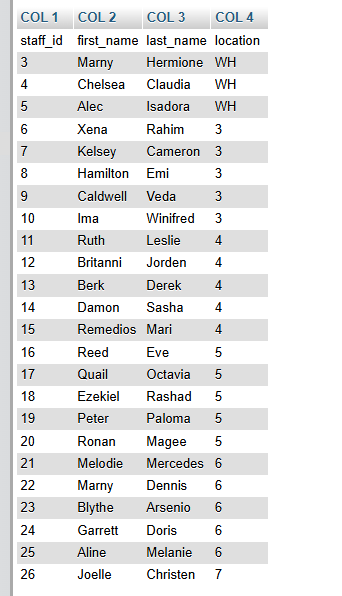 COL 1 COL 2 COL 3 COL 4
staff_id first_name last_name location
3 Marny Hermione WH
4 Chelsea Claudia WH
5 Alec Isadora WH
6 Xena Rahim 3
7 Kelsey Cameron 3
8 Hamilton Emi 3
9 Caldwell Veda 3
10 Ima Winifred 3
11 Ruth Leslie 4
12 Britanni Jorden 4
13 Berk Derek 4
14 Damon Sasha 4
15 Remedios Mari 4
16 Reed Eve 5
17 Quail Octavia 5
18 Ezekiel Rashad 5
19 Peter Paloma 5
20 Ronan Magee 5
21 Melodie Mercedes 6
22 Marny Dennis 6
23 Blythe Arsenio 6
24 Garrett Doris 6
25 Aline Melanie 6
26 Joelle Christen 7